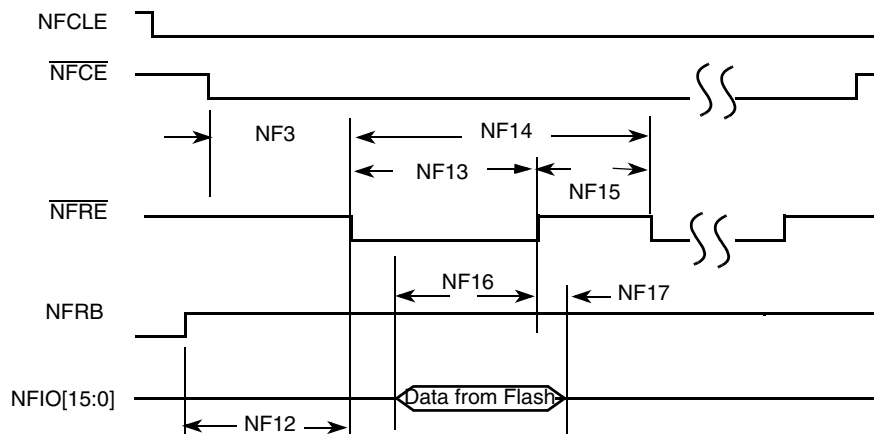 NFCLE
NFCE
NF3
NF14
NF13
NF15
NFRE
NF16
NF17
NFRB
Data from Flash
NFIO[15:0]
NF12